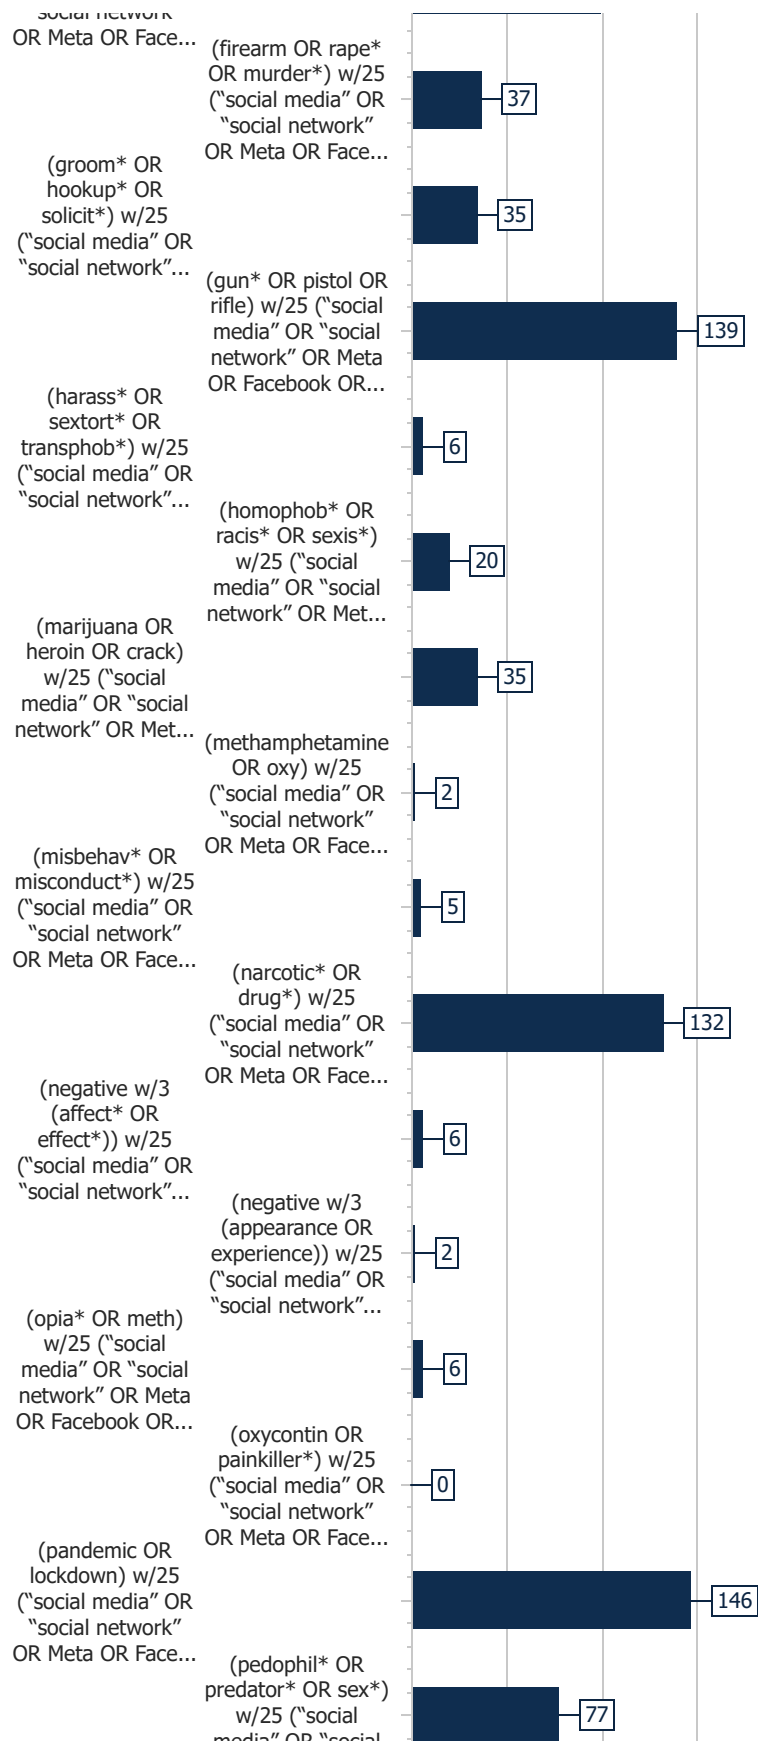 social network
OR Meta OR Face...
(firearm OR rape*
OR murder*) w/25
(“social media” OR
“social network”
OR Meta OR Face...
37
(groom* OR
hookup* OR
solicit*) w/25
(“social media” OR
“social network”...
35
(gun* OR pistol OR
rifle) w/25 (“social
media” OR “social
network” OR Meta
OR Facebook OR...
139
(harass* OR
sextort* OR
transphob*) w/25
(“social media” OR
“social network”...
6
(homophob* OR
racis* OR sexis*)
w/25 (“social
media” OR “social
network” OR Met...
20
(marijuana OR
heroin OR crack)
w/25 (“social
media” OR “social
network” OR Met...
35
(methamphetamine
OR oxy) w/25
(“social media” OR
“social network”
OR Meta OR Face...
2
(misbehav* OR
misconduct*) w/25
(“social media” OR
“social network”
OR Meta OR Face...
5
(narcotic* OR
drug*) w/25
(“social media” OR
“social network”
OR Meta OR Face...
132
(negative w/3
(affect* OR
effect*)) w/25
(“social media” OR
“social network”...
6
(negative w/3
(appearance OR
experience)) w/25
(“social media” OR
“social network”...
2
(opia* OR meth)
w/25 (“social
media” OR “social
network” OR Meta
OR Facebook OR...
6
(oxycontin OR
painkiller*) w/25
(“social media” OR
“social network”
OR Meta OR Face...
0
(pandemic OR
lockdown) w/25
(“social media” OR
“social network”
OR Meta OR Face...
146
(pedophil* OR
predator* OR sex*)
w/25 (“social
media” OR “social
77